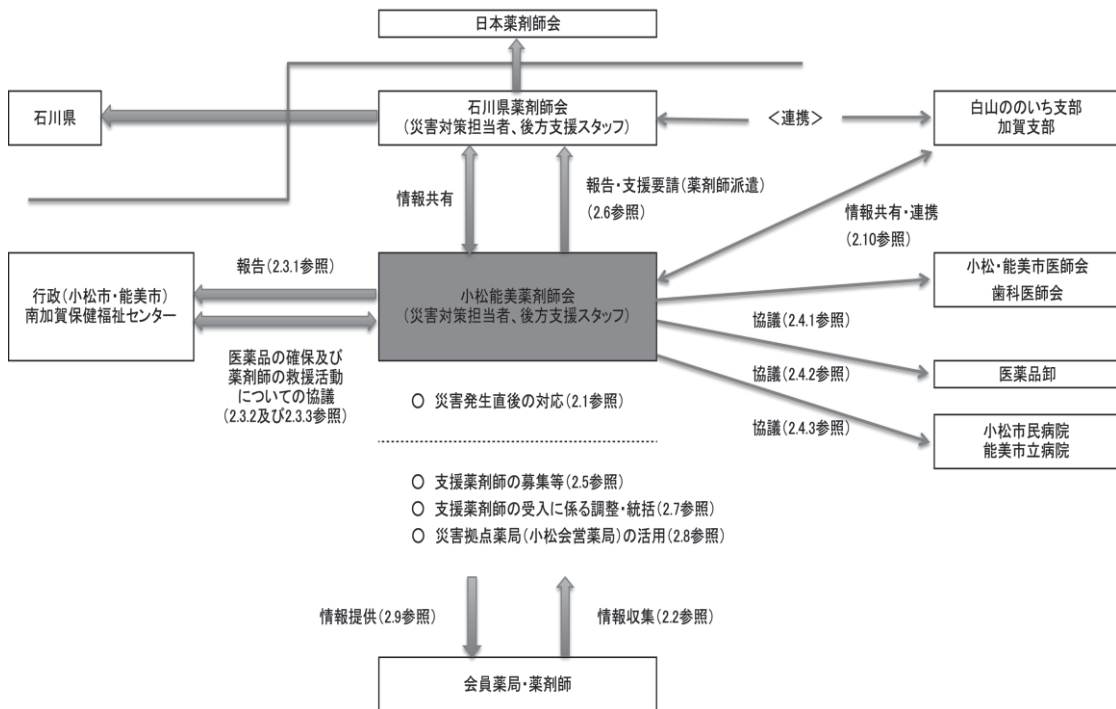 日本薬剤師会
石川県
石川県薬剤師会
(災害対策担当者、後方支援スタッフ)
＜連携＞
白山ののいち支部
加賀支部
情報共有
報告・支援要請(薬剤師派遣)
(2.6参照)
情報共有・連携
(2.10参照)
行政(小松市・能美市)
南加賀保健福祉センター
報告(2.3.1参照)
医薬品の確保及び
薬剤師の救援活動
についての協議
(2.3.2及び2.3.3参照)
小松能美薬剤師会
(災害対策担当者、後方支援スタッフ)
小松・能美市医師会
歯科医師会
協議(2.4.1参照)
協議(2.4.2参照)
医薬品卸
協議(2.4.3参照)
小松市民病院
能美市立病院
○ 災害発生直後の対応(2.1参照)
○ 支援薬剤師の募集等(2.5参照)
○ 支援薬剤師の受入に係る調整・統括(2.7参照)
○ 災害拠点薬局(小松会営薬局)の活用(2.8参照)
情報提供(2.9参照)
情報収集(2.2参照)
会員薬局・薬剤師